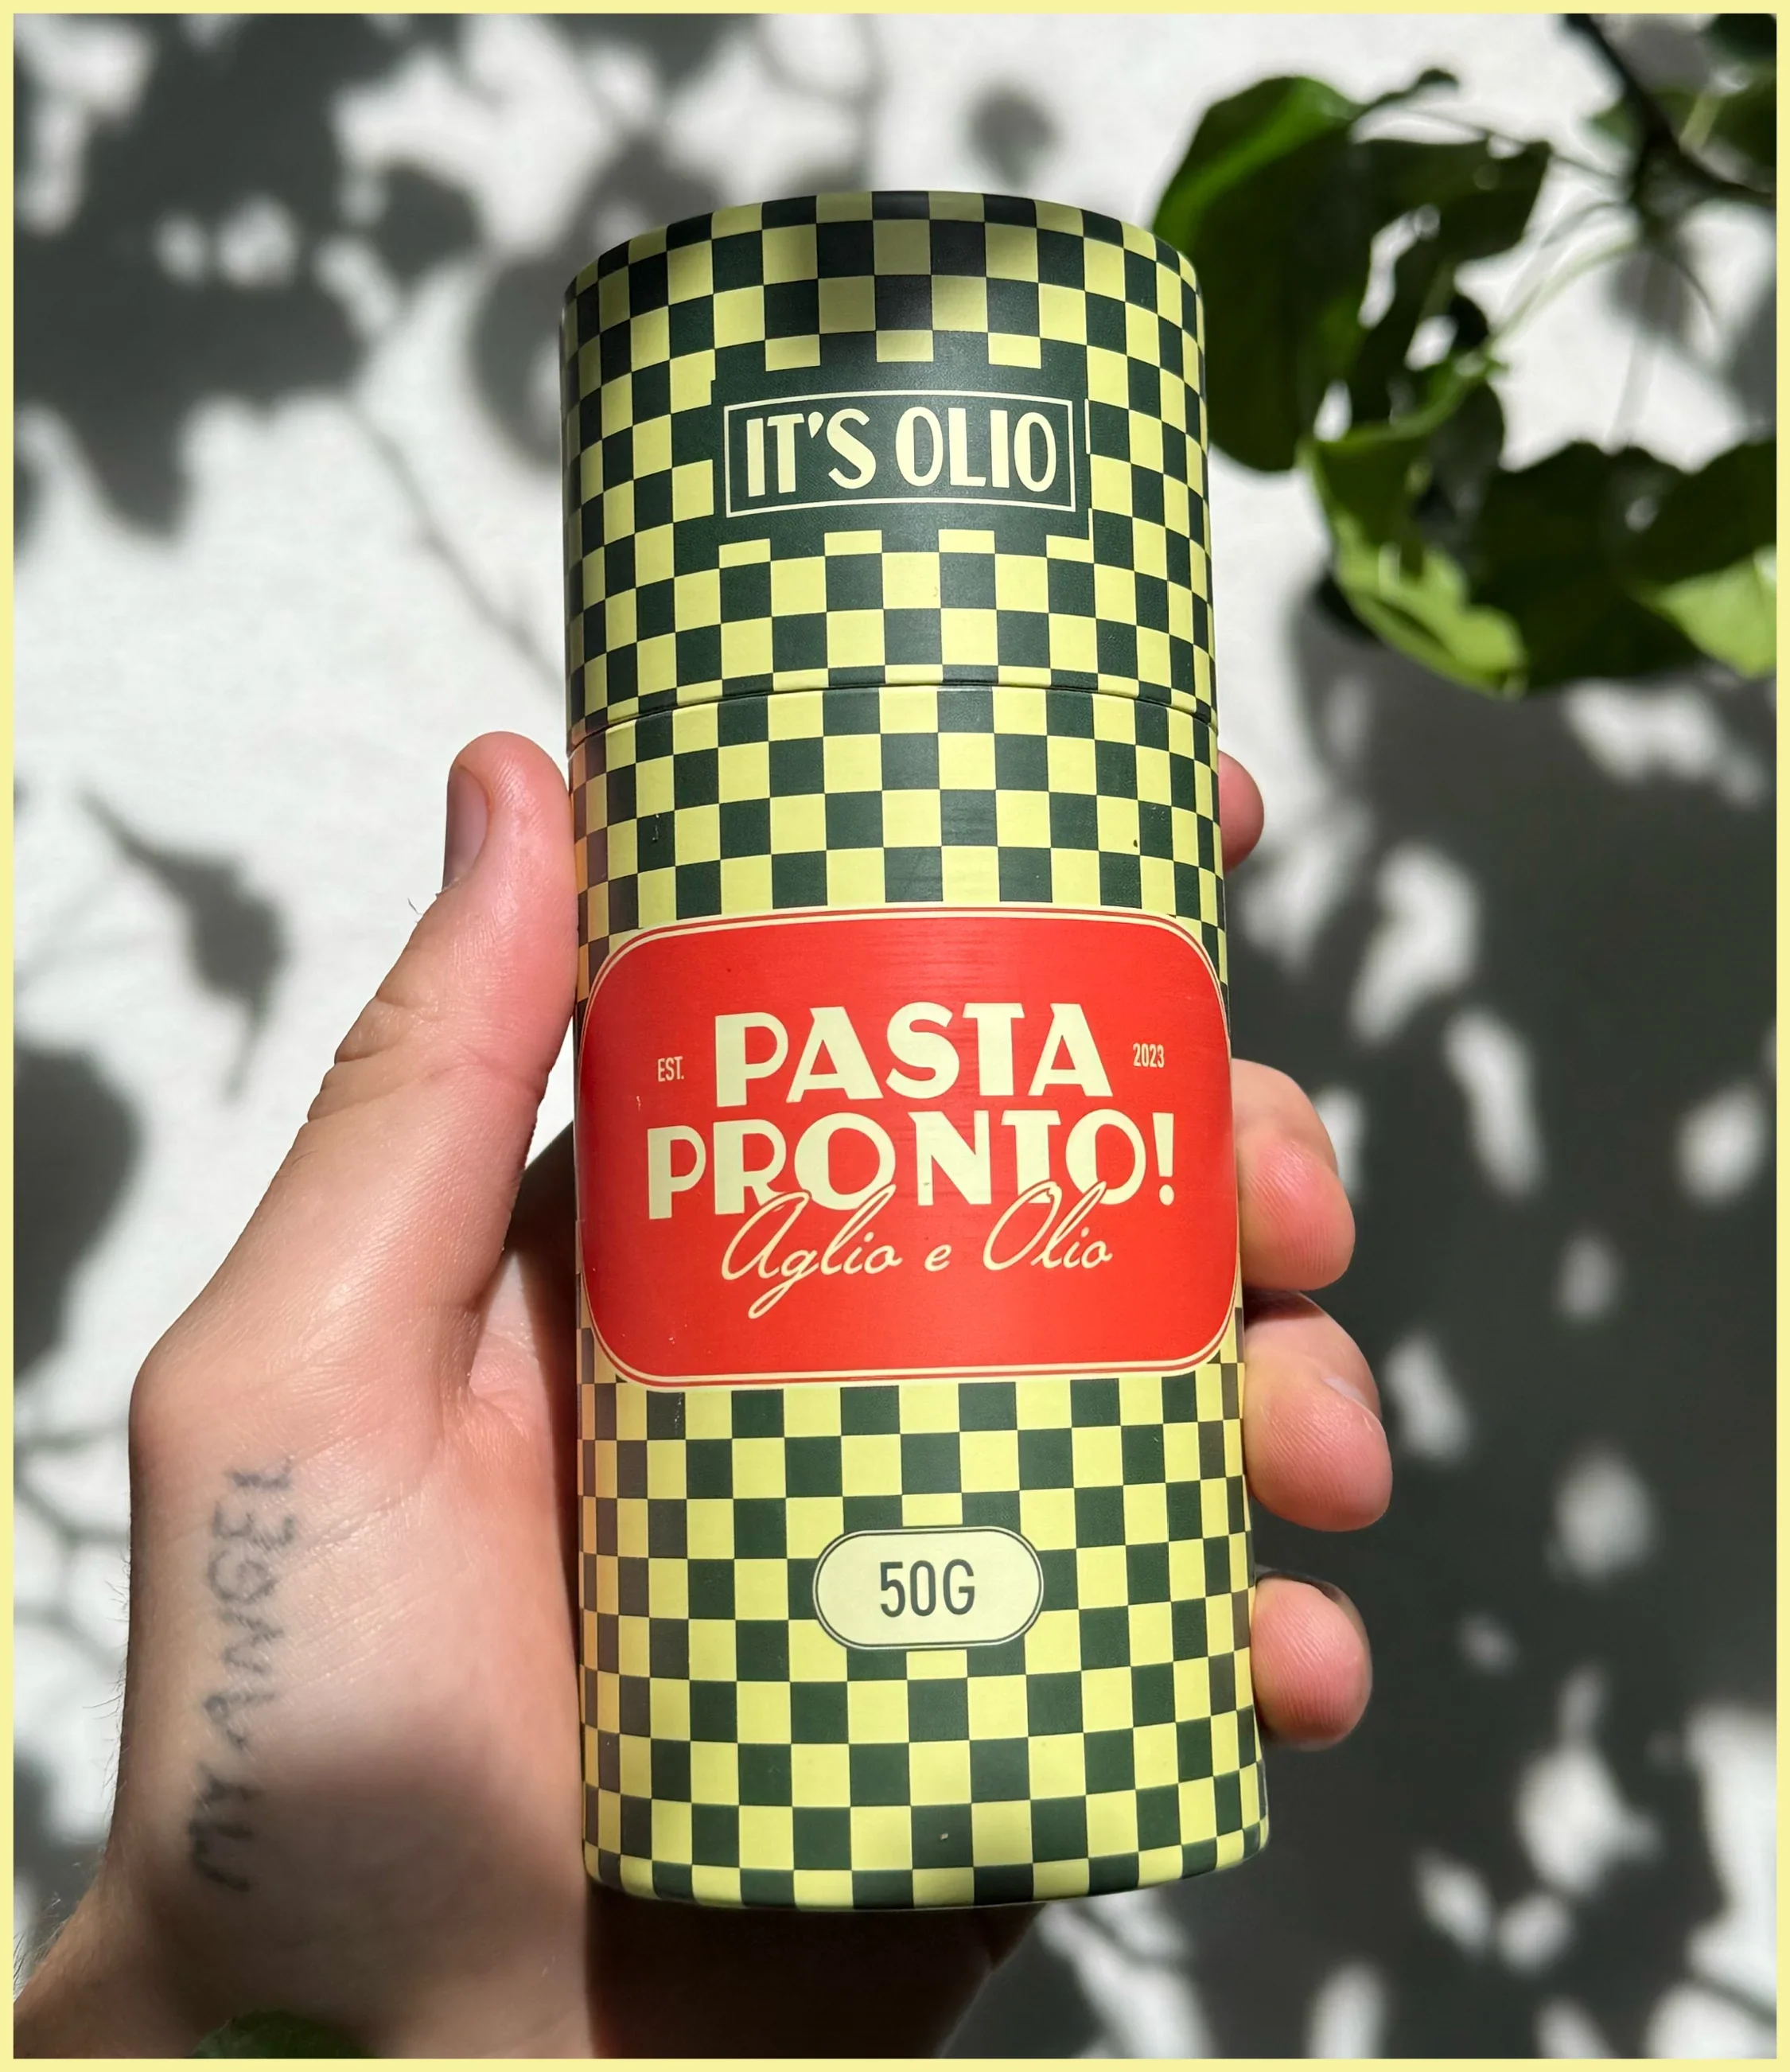 IT'S OLIO
EST. PASTA 2023
PRONTO!
Aglio e Olio
50G